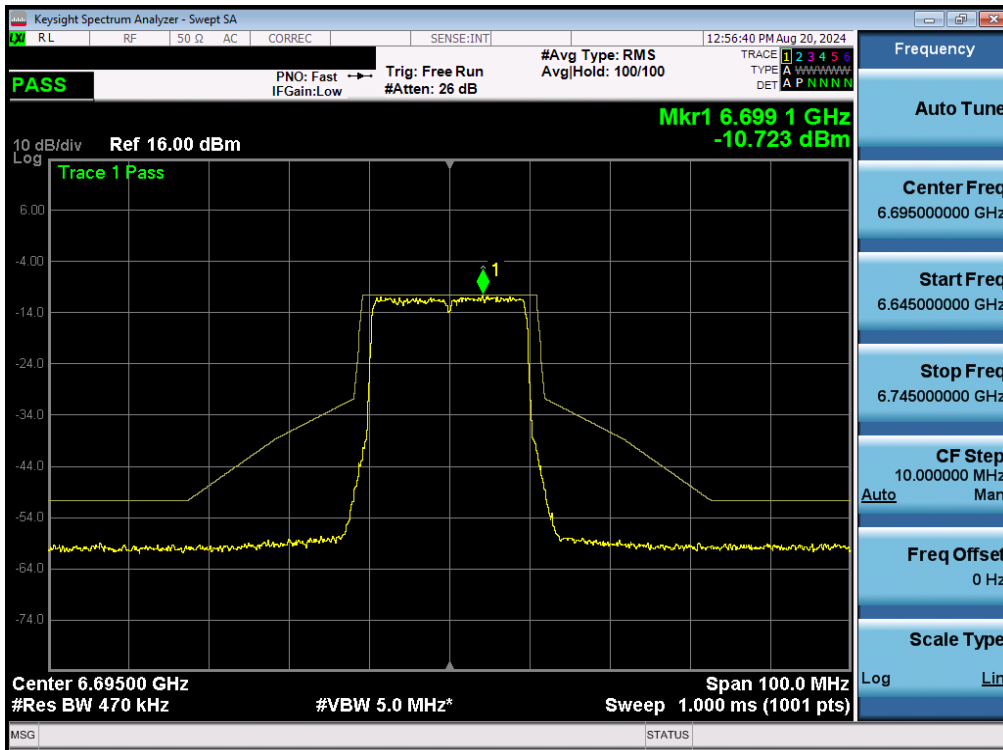 Keysight Spectrum Analyzer - Swept SA
LXI RL RF 50 Ω AC CORREC SENSE:INT 12:56:40 PM Aug 20, 2024
PASS
PNO: Fast
IFGain:Low
Trig: Free Run
#Atten: 26 dB
#Avg Type: RMS
Avg|Hold: 100/100
TRACE 1 2 3 4 5 6
TYPE A WWWWW
DET A P N N N N
Mkr1 6.699 1 GHz
-10.723 dBm
10 dB/div Ref 16.00 dBm
Log
Trace 1 Pass
1
6.00
-4.00
-14.0
-24.0
-34.0
-44.0
-54.0
-64.0
-74.0
Center 6.69500 GHz Span 100.0 MHz
#Res BW 470 kHz #VBW 5.0 MHz* Sweep 1.000 ms (1001 pts)
MSG STATUS
Frequency
Auto Tune
Center Freq
6.695000000 GHz
Start Freq
6.645000000 GHz
Stop Freq
6.745000000 GHz
CF Step
10.000000 MHz
Auto Man
Freq Offset
0 Hz
Scale Type
Log Lin